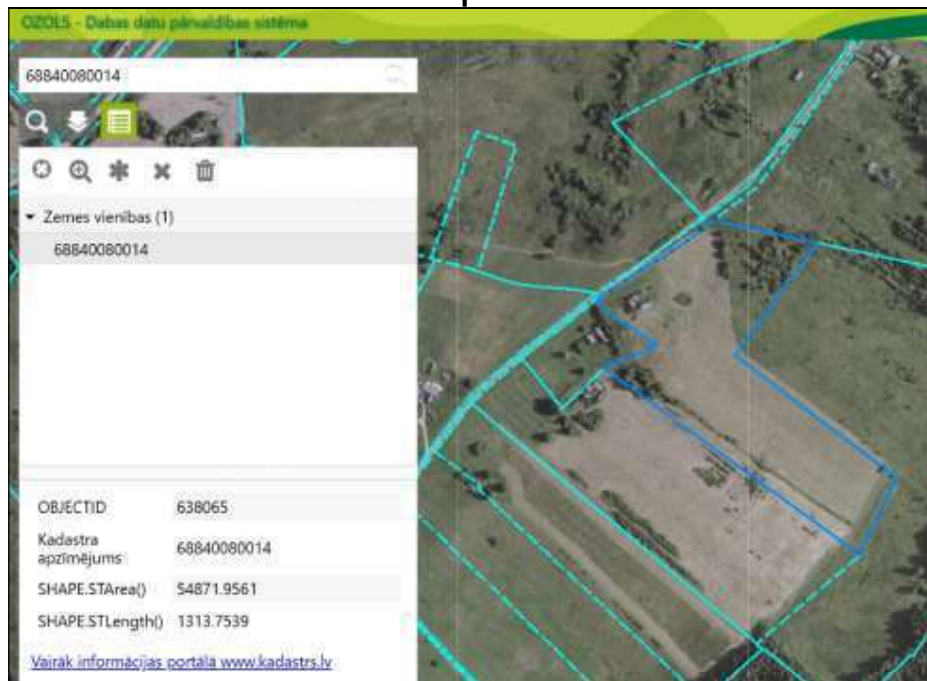 OZOLS - Dabas datu pārvaldības sistēma
68840080014
Zemes vienības (1)
68840080014
OBJECTID 638065
Kadastra apzīmējums 68840080014
SHAPE.STArea() 54871.9561
SHAPE.STLength() 1313.7539
Vairāk informācijas portālā www.kadastrs.lv